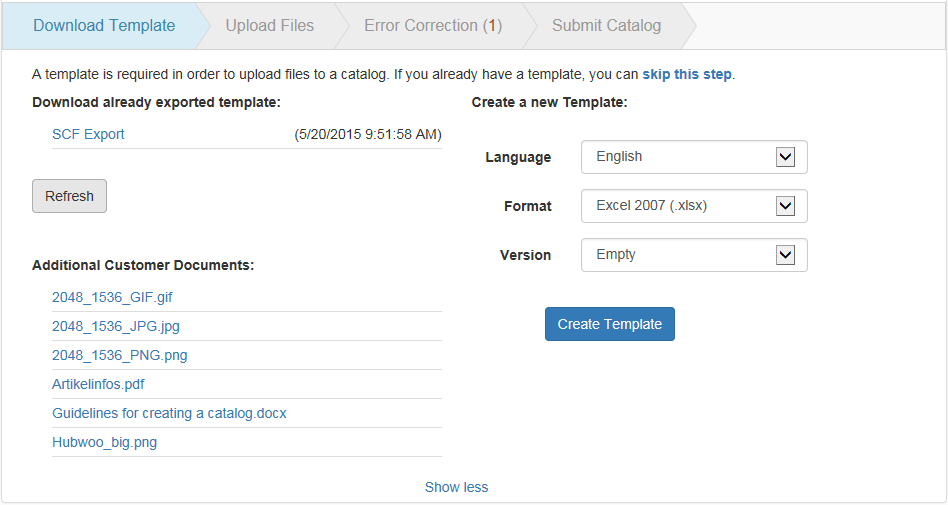 Download Template
Upload Files
Error Correction (1)
Submit Catalog
A template is required in order to upload files to a catalog. If you already have a template, you can skip this step.
Download already exported template:
SCF Export (5/20/2015 9:51:58 AM)
Refresh
Additional Customer Documents:
2048_1536_GIF.gif
2048_1536_JPG.jpg
2048_1536_PNG.png
Artikelinfos.pdf
Guidelines for creating a catalog.docx
Hubwoo_big.png
Create a new Template:
Language English
Format Excel 2007 (.xlsx)
Version Empty
Create Template
Show less